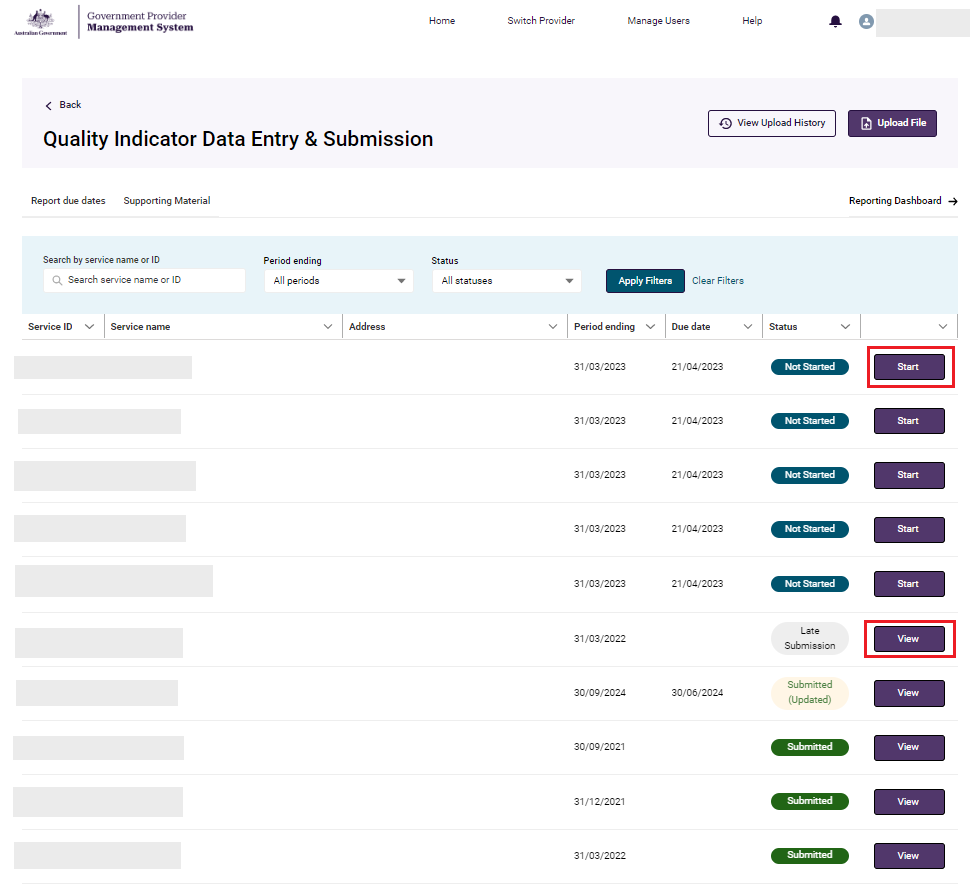 Government Provider
Management System
Australian Government
Home Switch Provider Manage Users Help
Back
Quality Indicator Data Entry & Submission
View Upload History Upload File
Report due dates Supporting Material Reporting Dashboard
Search by service name or ID Period ending Status
Search service name or ID All periods All statuses Apply Filters Clear Filters
Service ID Service name Address Period ending Due date Status
31/03/2023 21/04/2023 Not Started Start
31/03/2023 21/04/2023 Not Started Start
31/03/2023 21/04/2023 Not Started Start
31/03/2023 21/04/2023 Not Started Start
31/03/2023 21/04/2023 Not Started Start
31/03/2022 Late Submission View
30/09/2024 30/06/2024 Submitted (Updated) View
30/09/2021 Submitted View
31/12/2021 Submitted View
31/03/2022 Submitted View